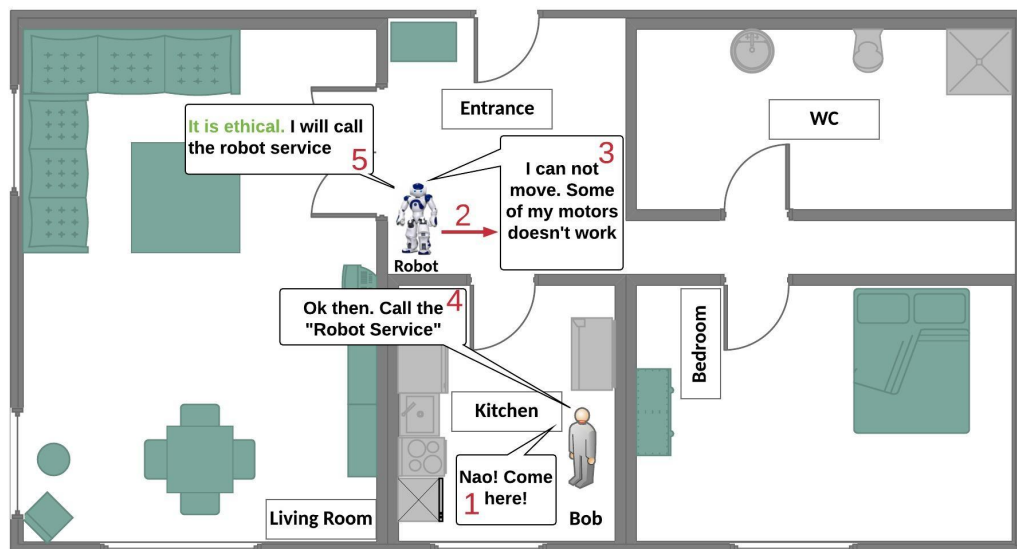 Entrance
WC
It is ethical. I will call
the robot service
5
3
I can not
move. Some
of my motors
doesn't work
2
Robot
Ok then. Call the
"Robot Service"
4
Bedroom
Kitchen
Nao! Come
here!
1
Bob
Living Room